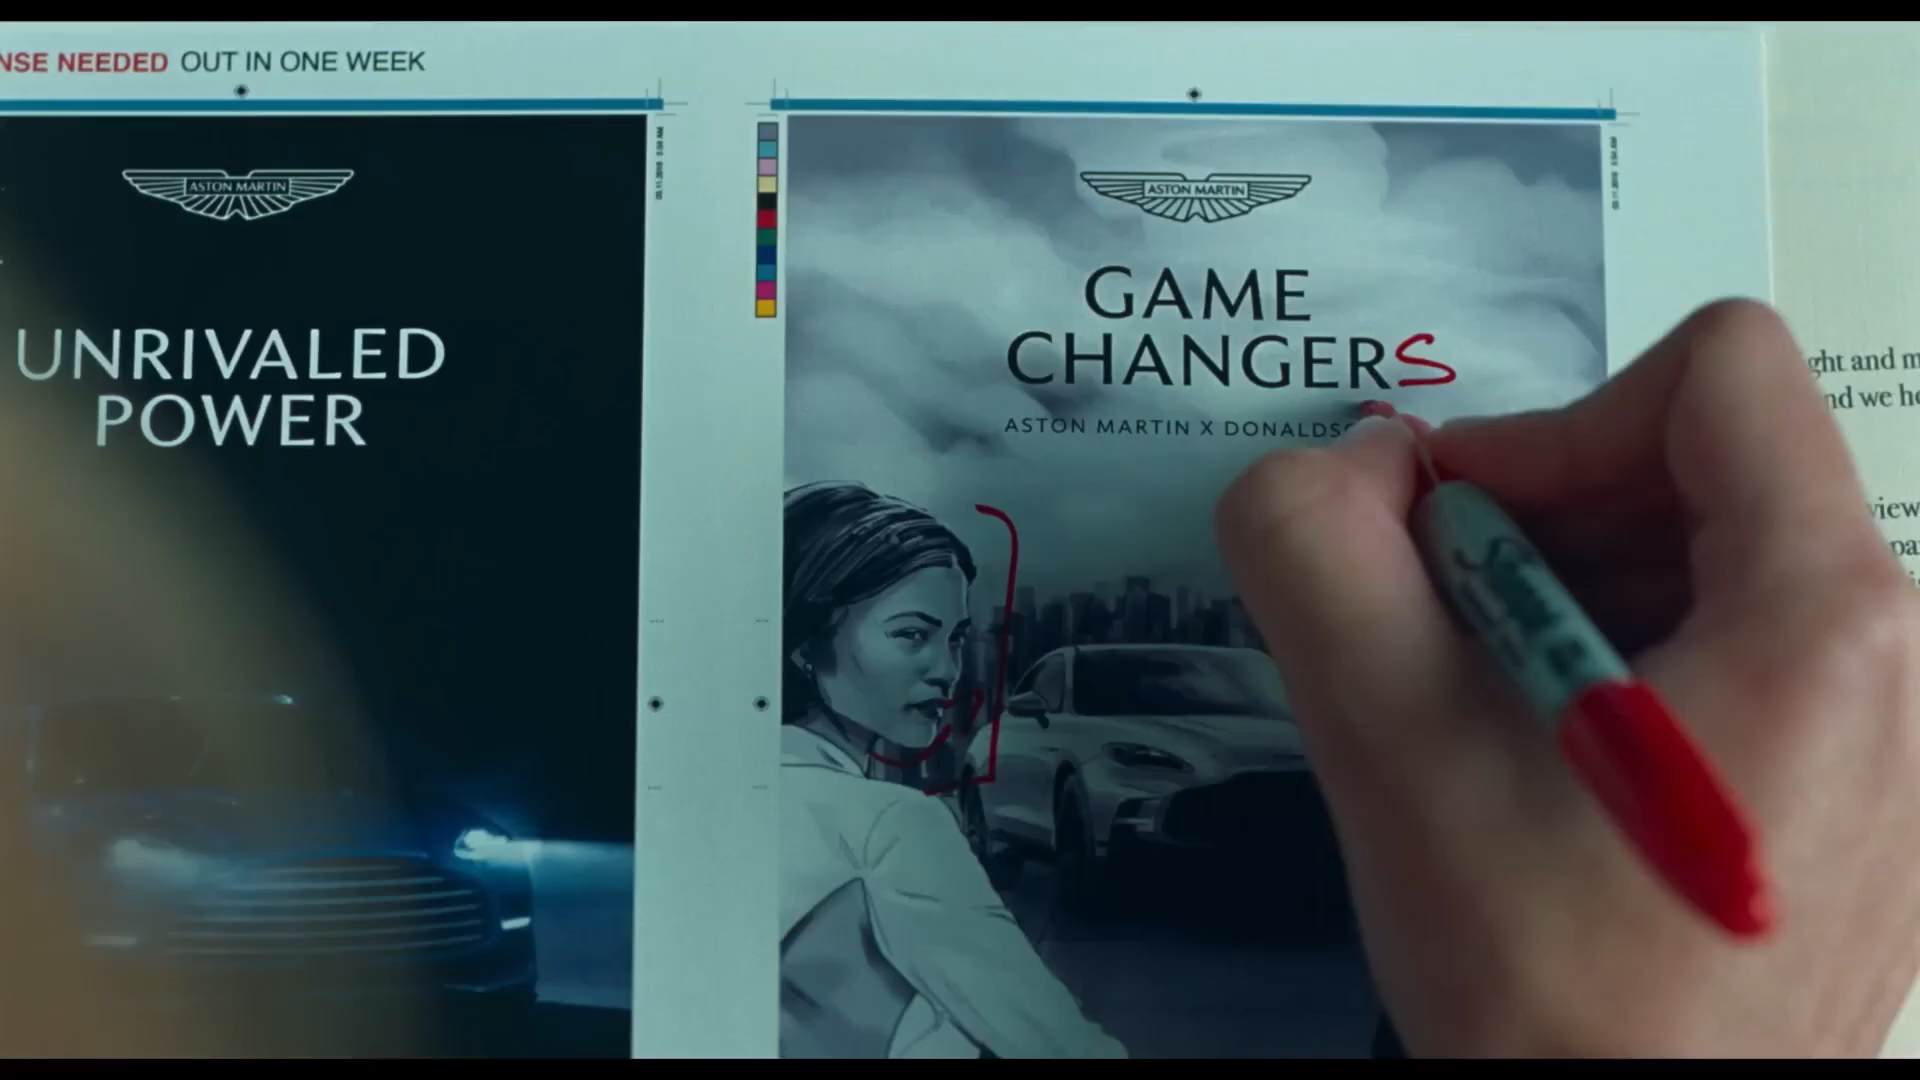 NSE NEEDED OUT IN ONE WEEK
ASTON MARTIN
UNRIVALED
POWER
ASTON MARTIN
GAME
CHANGERS
ASTON MARTIN X DONALDS
ght and m
nd we h
view
pa